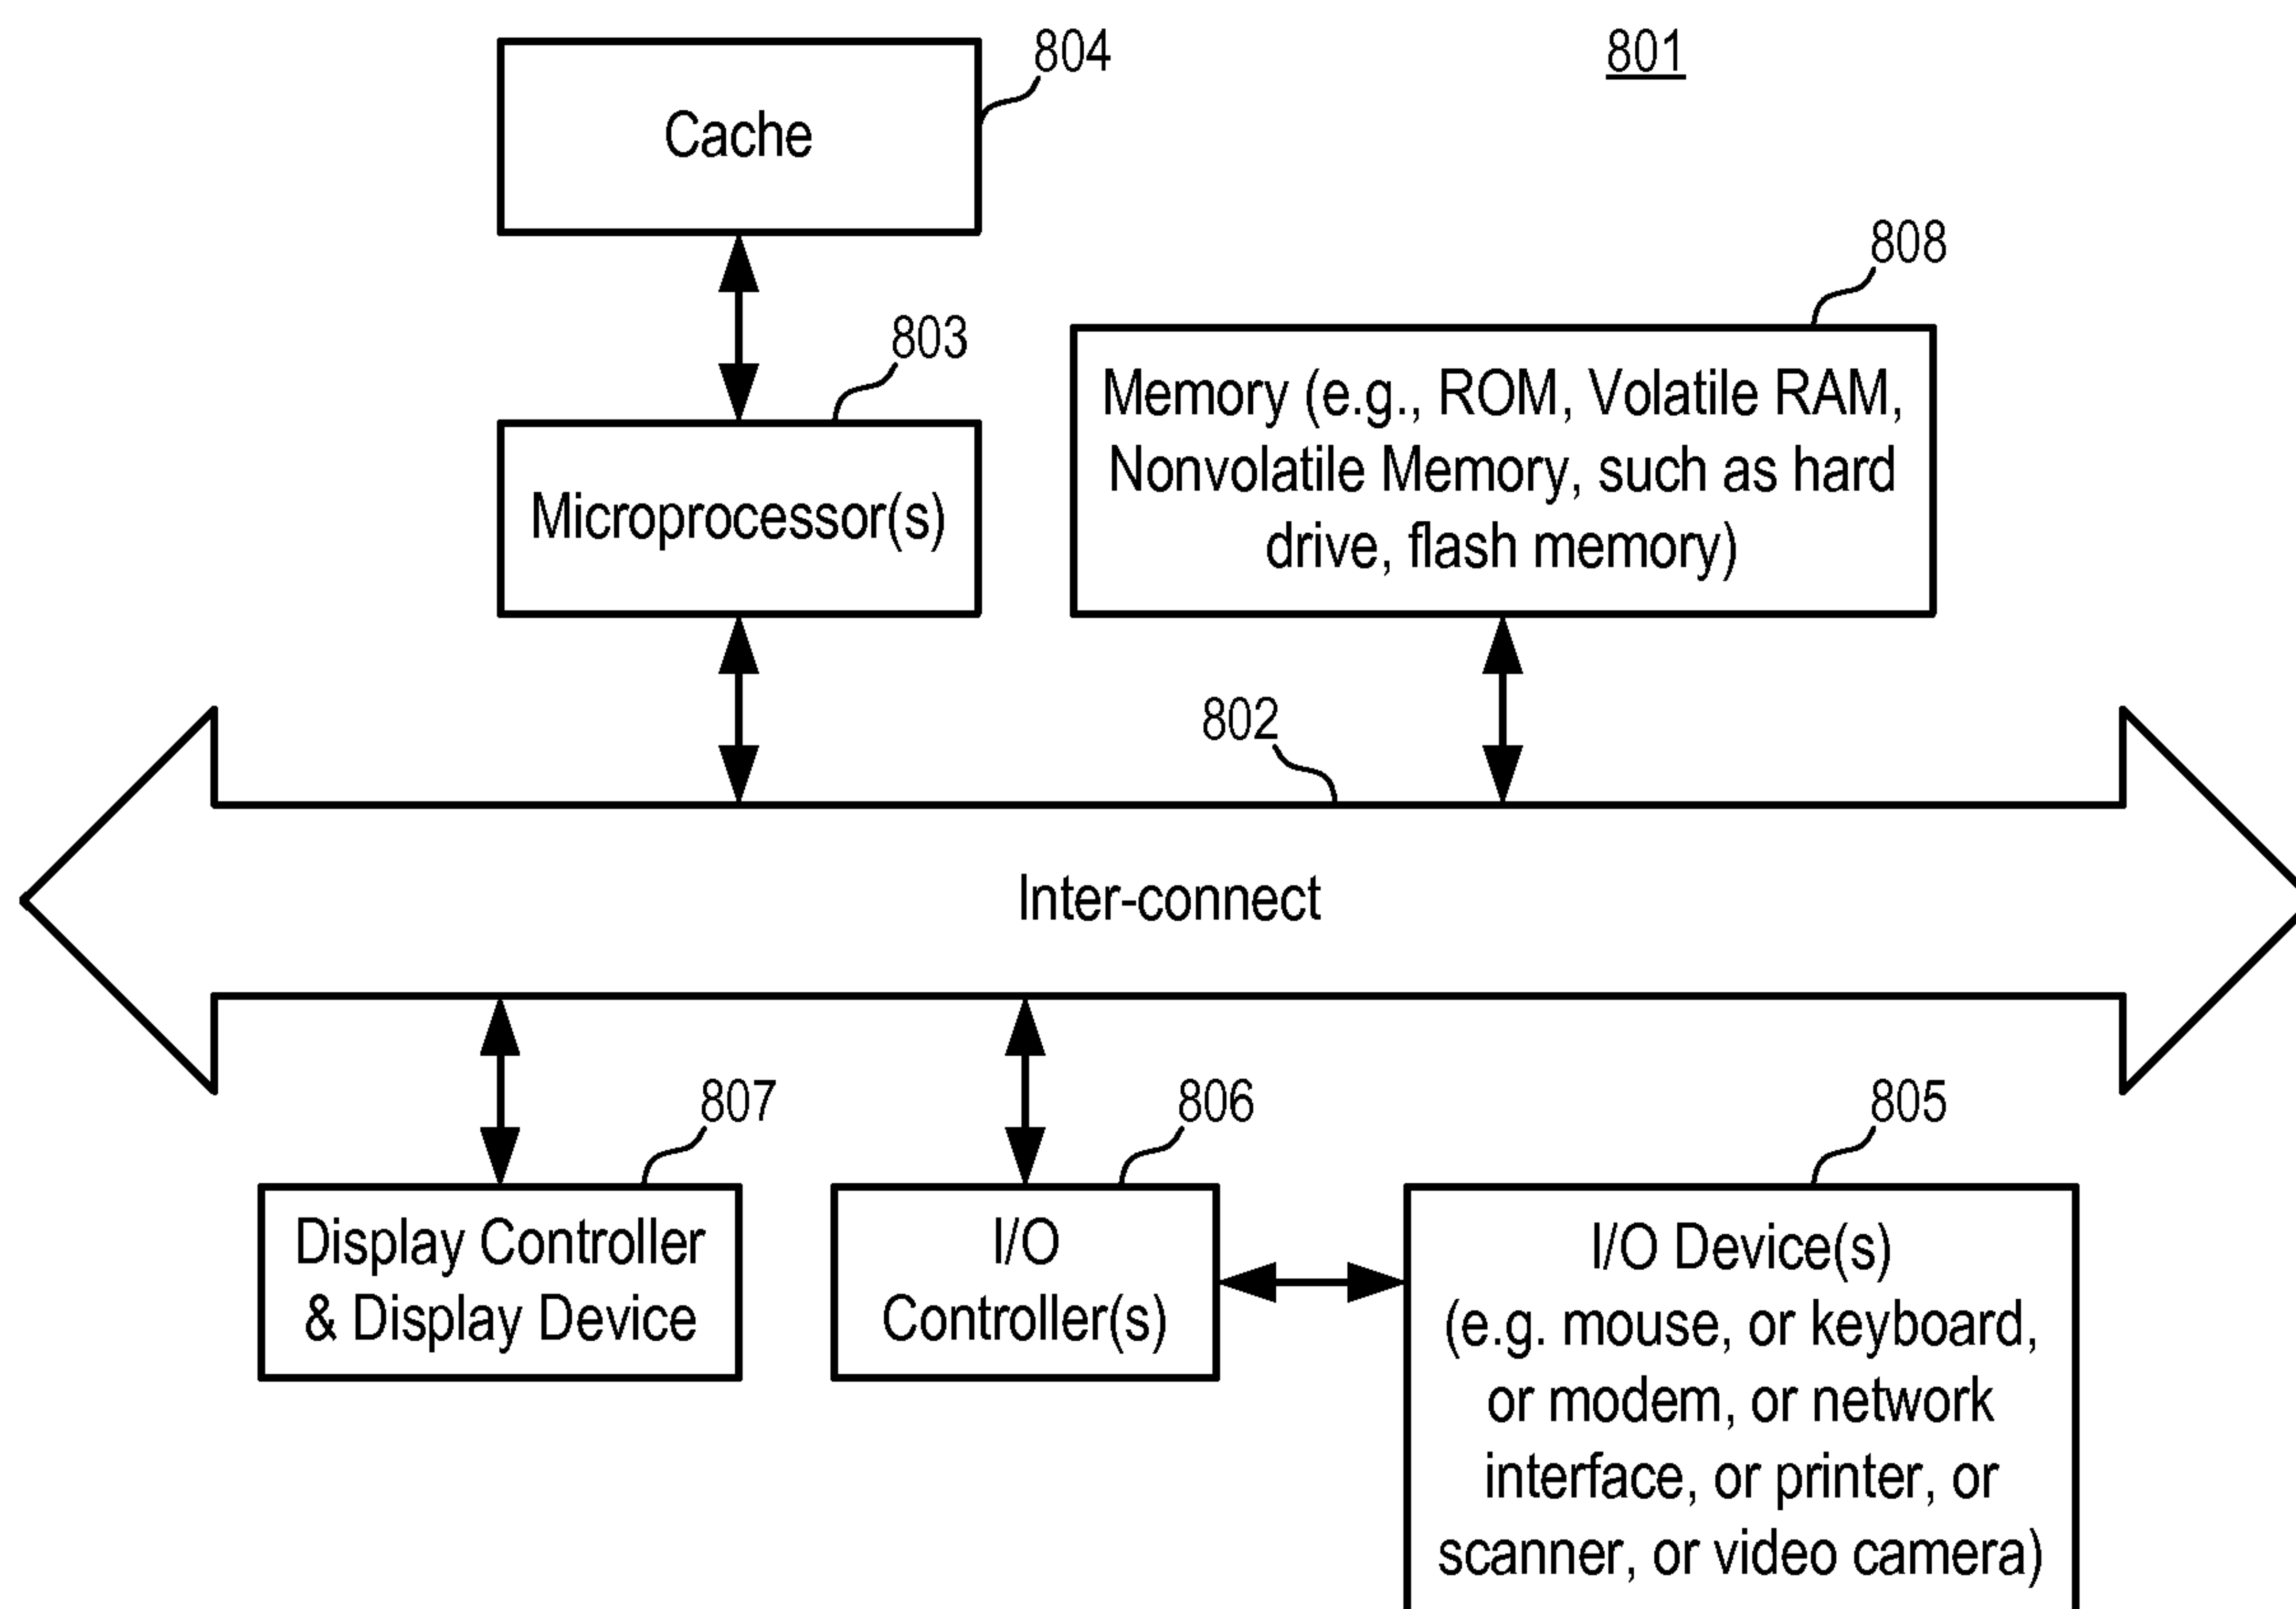 804
801
Cache
808
803
Memory (e.g., ROM, Volatile RAM,
Nonvolatile Memory, such as hard
drive, flash memory)
Microprocessor(s)
802
Inter-connect
807
806
805
Display Controller
& Display Device
I/O
Controller(s)
I/O Device(s)
(e.g. mouse, or keyboard,
or modem, or network
interface, or printer, or
scanner, or video camera)